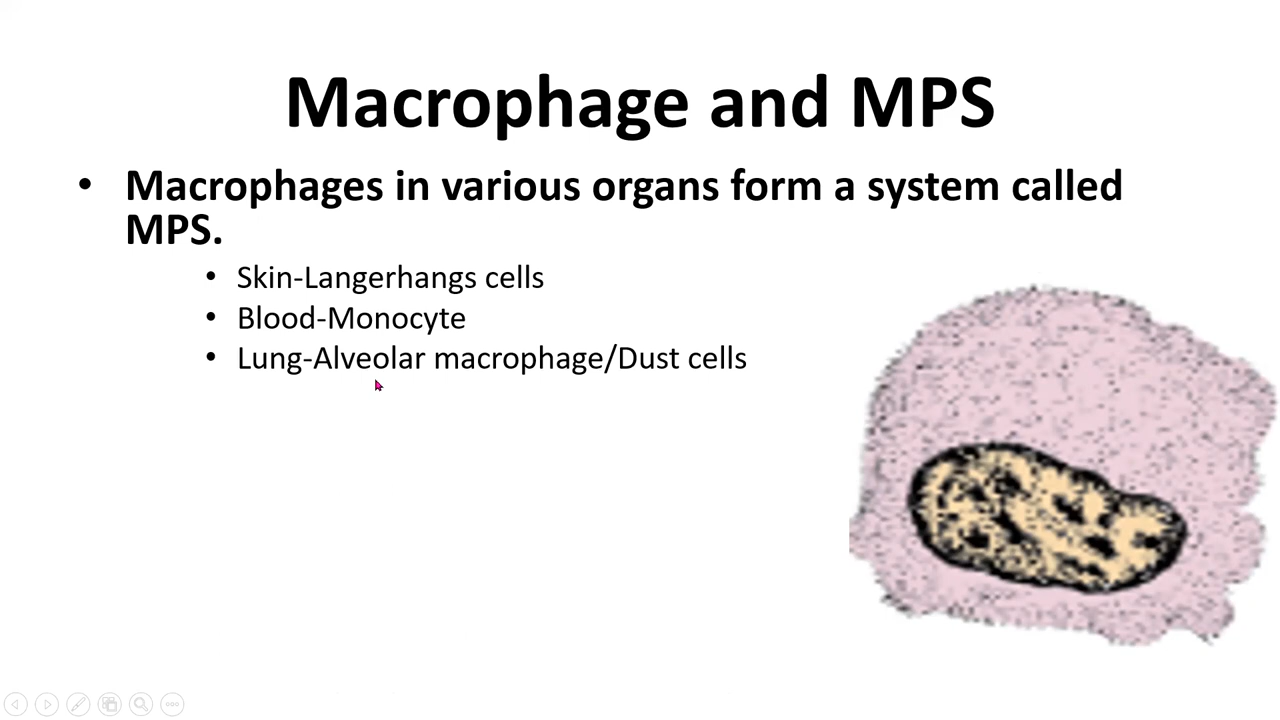 Macrophage and MPS
• Macrophages in various organs form a system called
MPS.
• Skin-Langerhangs cells
• Blood-Monocyte
• Lung-Alveolar macrophage/Dust cells